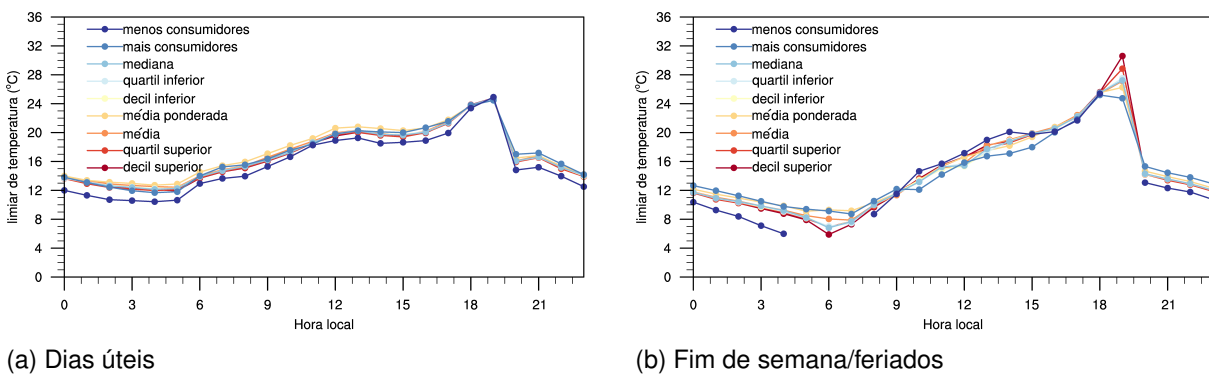 36
32
28
24
20
16
12
8
4
0
limiar de temperatura (°C)
menos consumidores
mais consumidores
mediana
quartil inferior
decil inferior
média ponderada
média
quartil superior
decil superior
0 3 6 9 12 15 18 21
Hora local
(a) Dias úteis
36
32
28
24
20
16
12
8
4
0
limiar de temperatura (°C)
menos consumidores
mais consumidores
mediana
quartil inferior
decil inferior
média ponderada
média
quartil superior
decil superior
0 3 6 9 12 15 18 21
Hora local
(b) Fim de semana/feriados